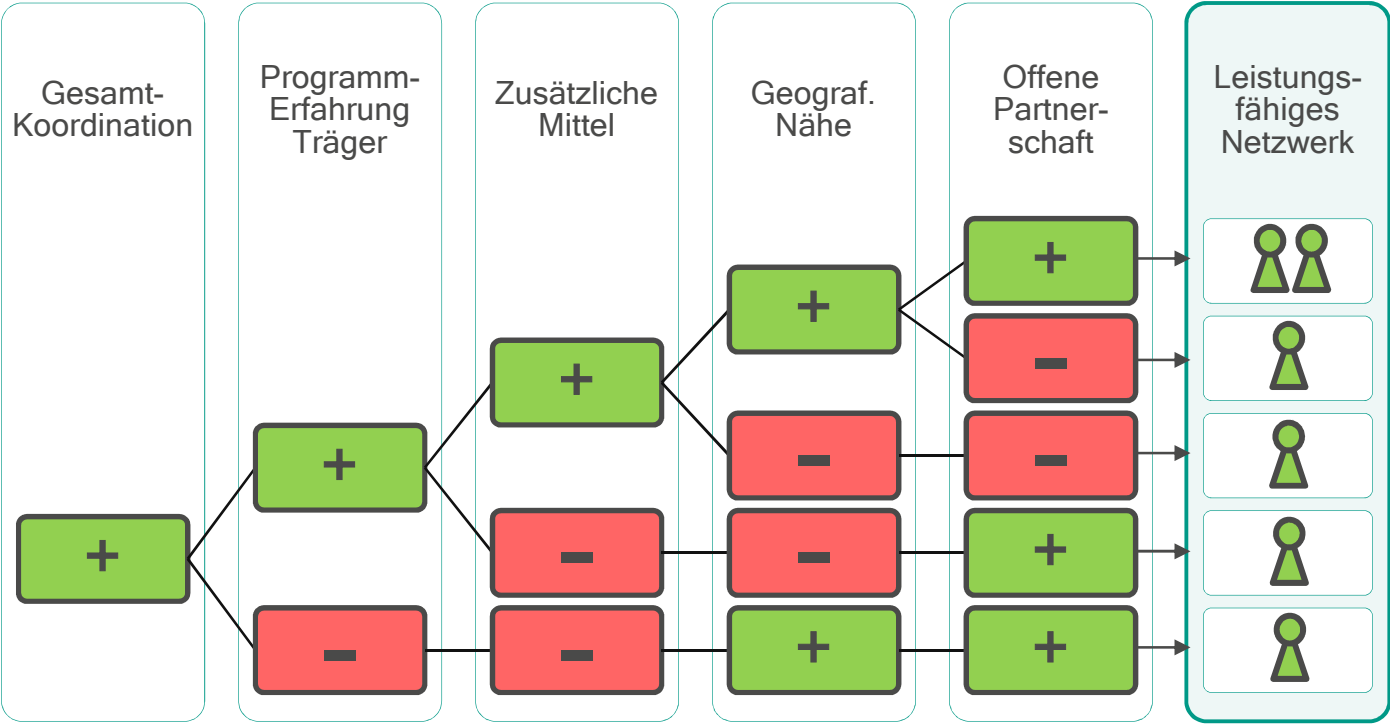 Gesamt-
Koordination
Programm-
Erfahrung
Träger
Zusätzliche
Mittel
Geograf.
Nähe
Offene
Partner-
schaft
Leistungs-
fähiges
Netzwerk
+
+
+
-
+
-
+
-
-
+
-
-
+
-
-
+
+